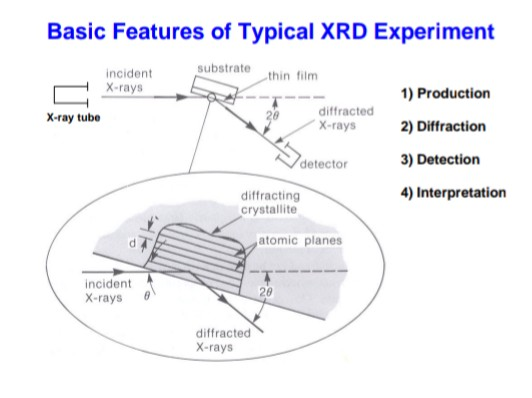 Basic Features of Typical XRD Experiment
incident
X-rays
substrate
thin film
X-ray tube
2θ
diffracted
X-rays
detector
1) Production
2) Diffraction
3) Detection
4) Interpretation
diffracting
crystallite
d
atomic planes
incident
X-rays
θ
2θ
diffracted
X-rays